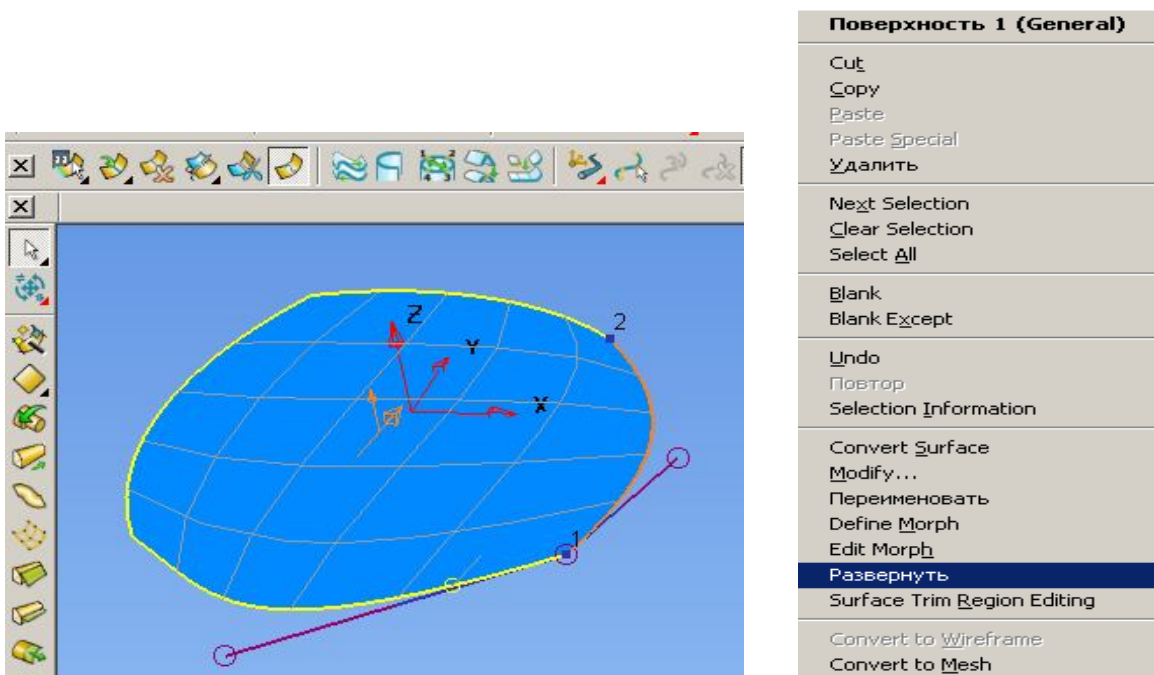 Z
Y
X
2
1
Поверхность 1 (General)
Cut
Copy
Paste
Paste Special
Удалить
Next Selection
Clear Selection
Select All
Blank
Blank Except
Undo
Повтор
Selection Information
Convert Surface
Modify...
Переименовать
Define Morph
Edit Morph
Развернуть
Surface Trim Region Editing
Convert to Wireframe
Convert to Mesh